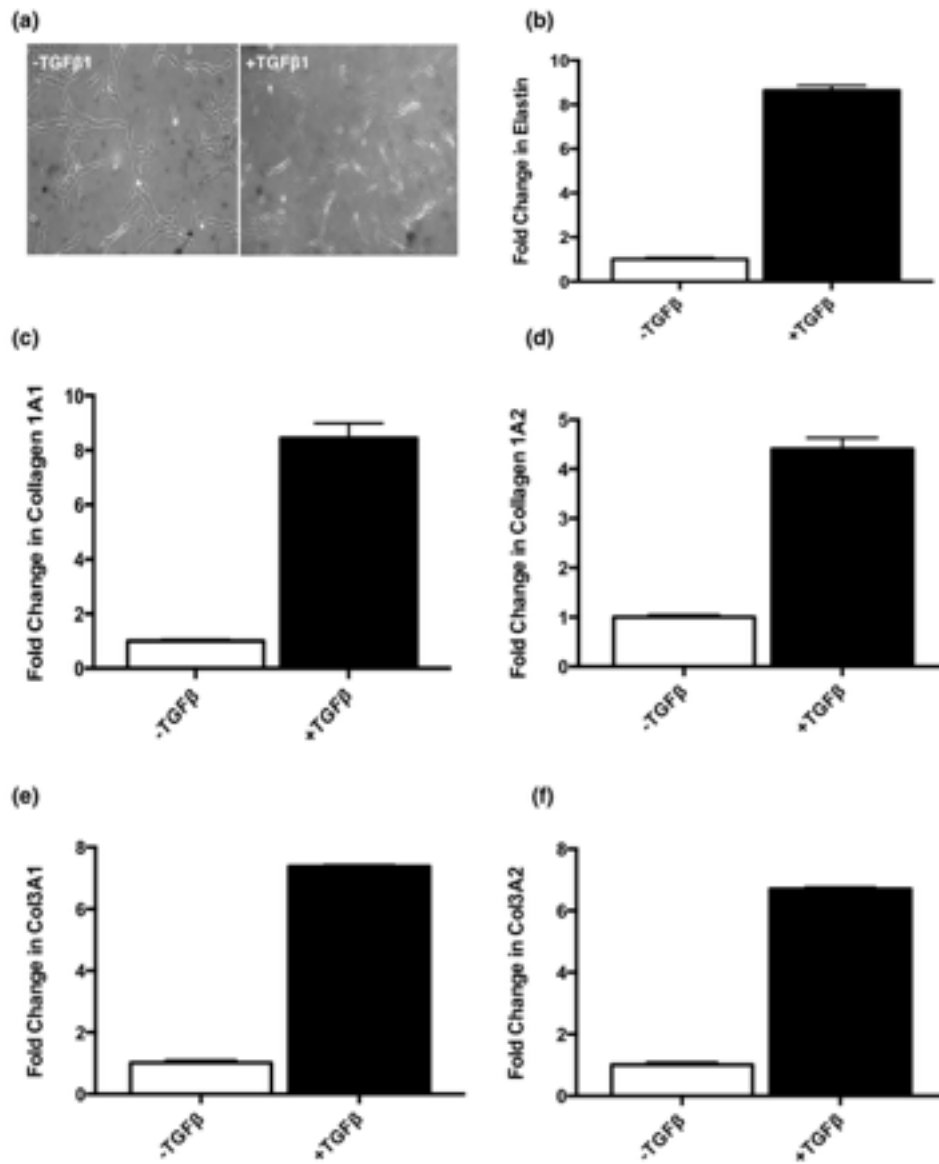 (a)
-TGFβ1
+TGFβ1
(b)
Fold Change in Elastin
10
8
6
4
2
0
-TGFβ
+TGFβ
(c)
Fold Change in Collagen 1A1
10
8
6
4
2
0
-TGFβ
+TGFβ
(d)
Fold Change in Collagen 1A2
5
4
3
2
1
0
-TGFβ
+TGFβ
(e)
Fold Change in Col3A1
8
6
4
2
0
-TGFβ
+TGFβ
(f)
Fold Change in Col3A2
8
6
4
2
0
-TGFβ
+TGFβ